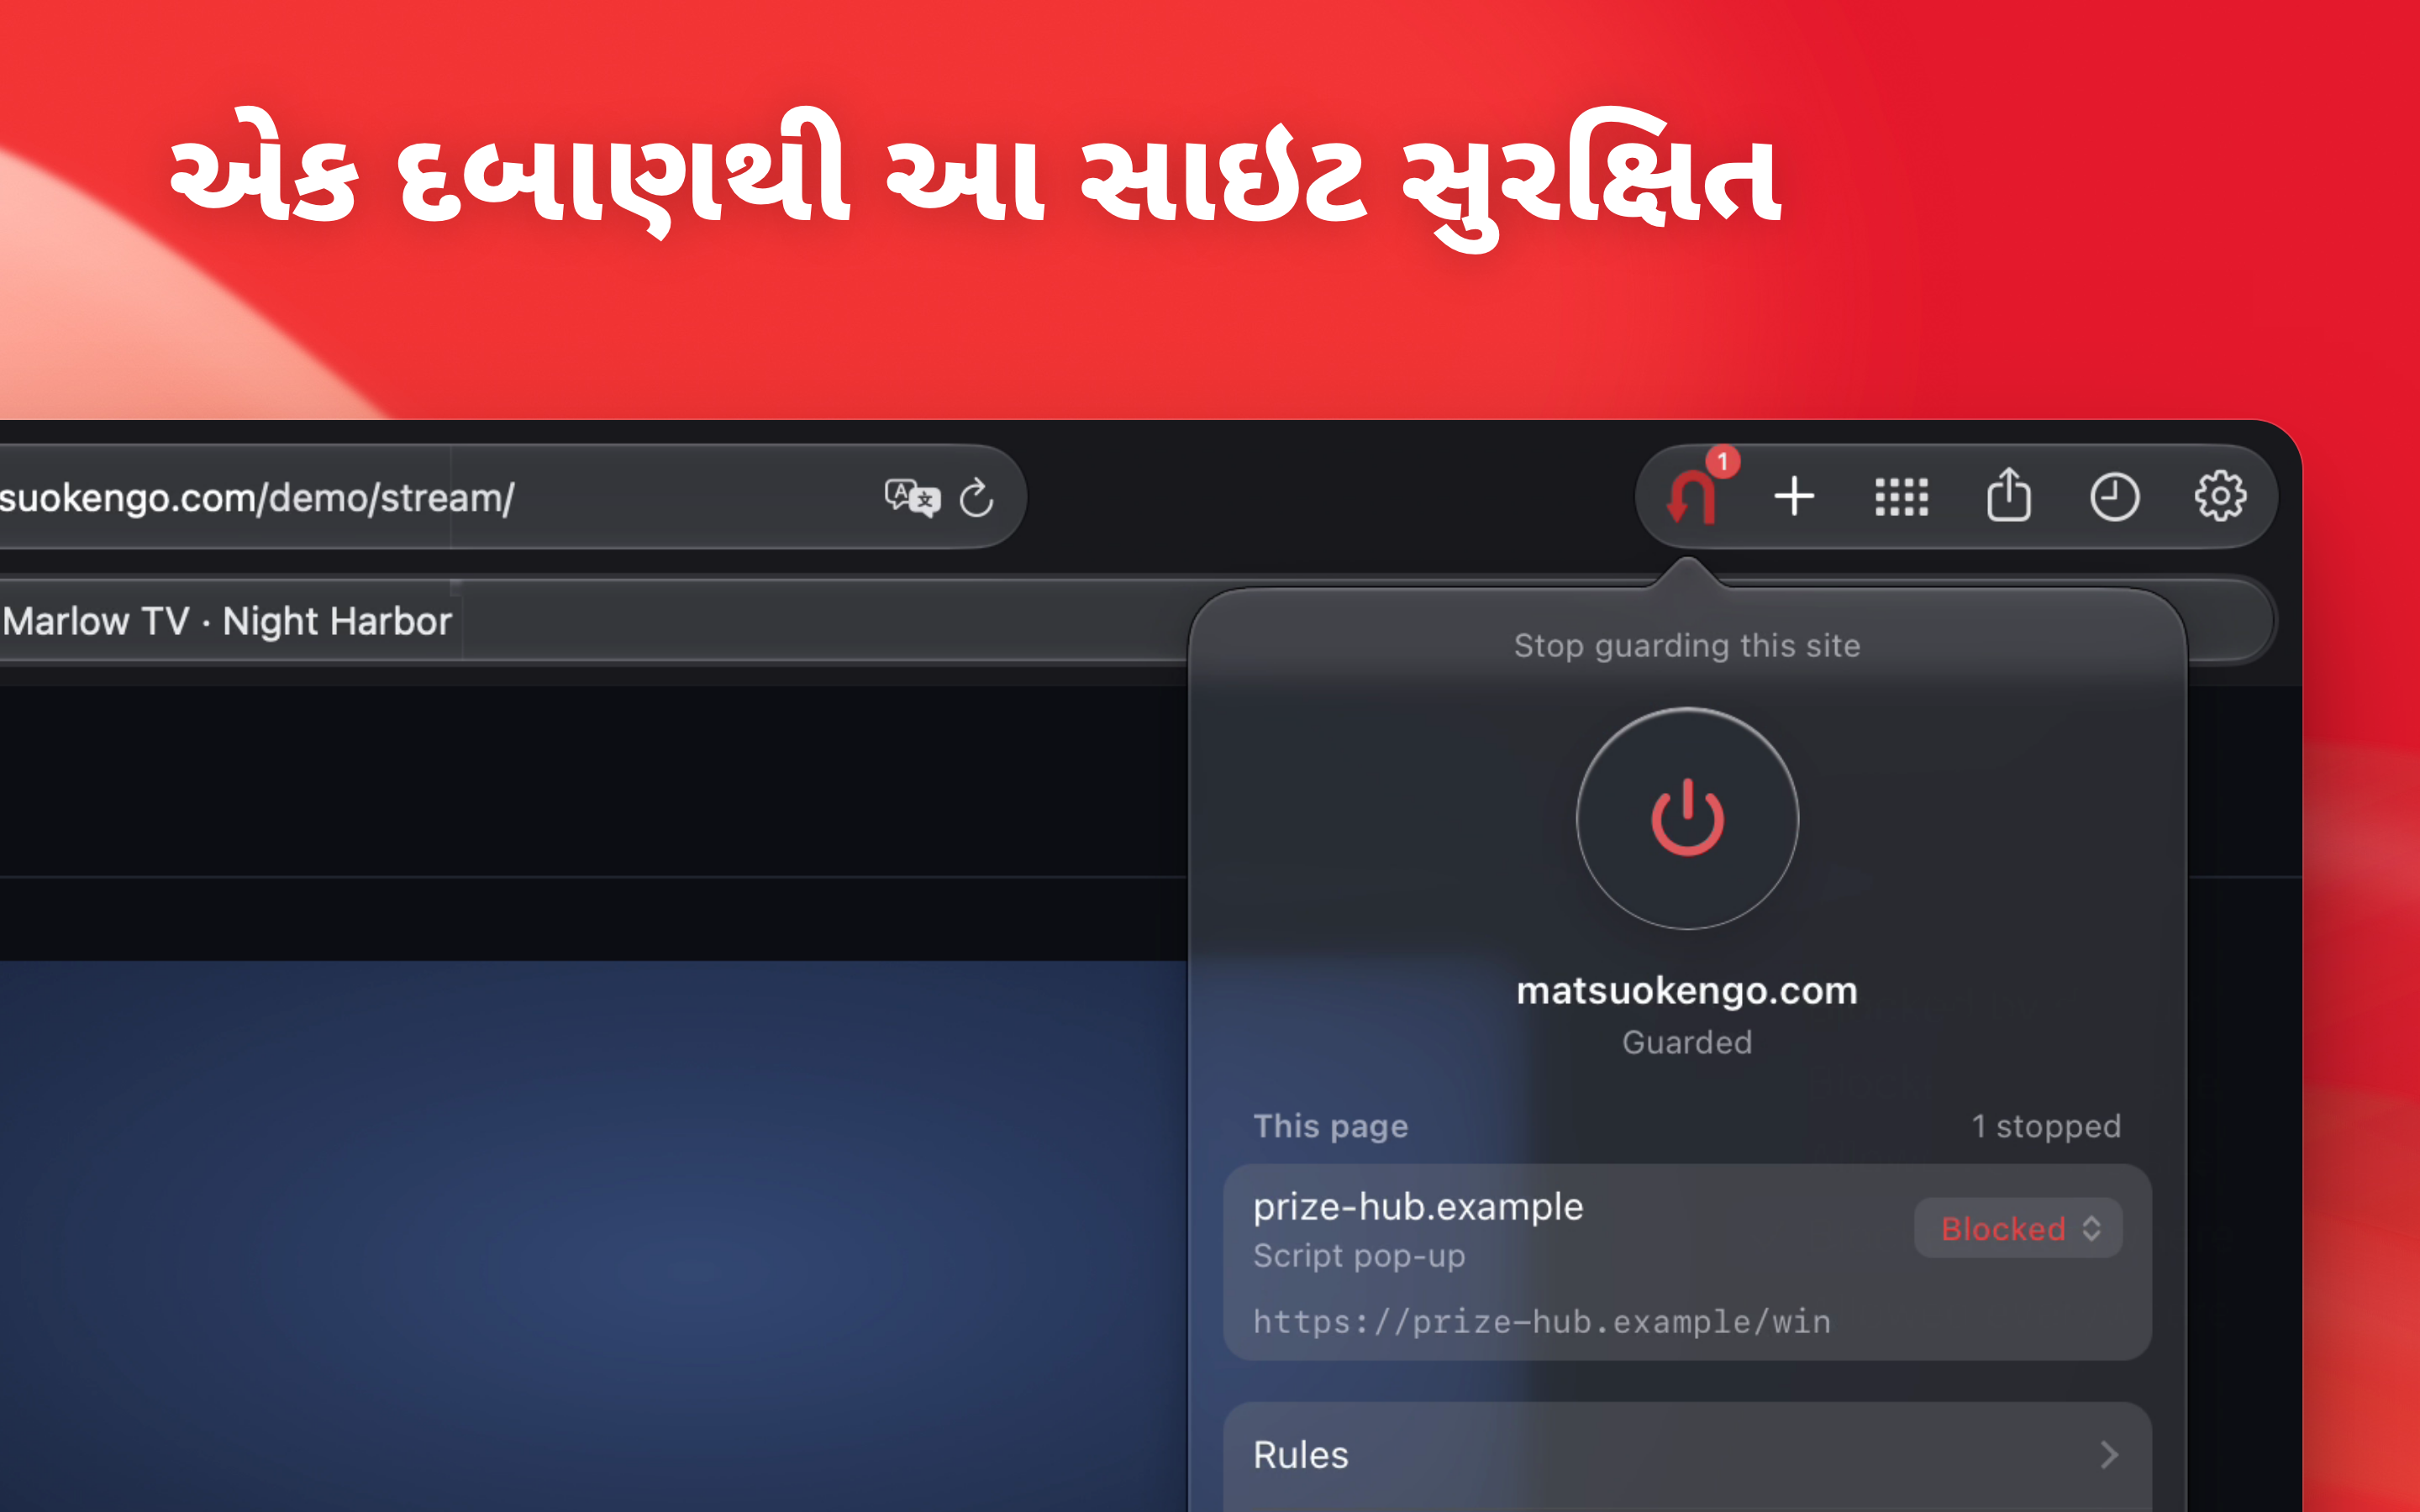 એક દબાણથી આ સાઇટ સુરક્ષિત
suokengo.com/demo/stream/
1
Marlow TV · Night Harbor
Stop guarding this site
matsuokengo.com
Guarded
This page
1 stopped
prize-hub.example
Blocked
Script pop-up
https://prize-hub.example/win
Rules